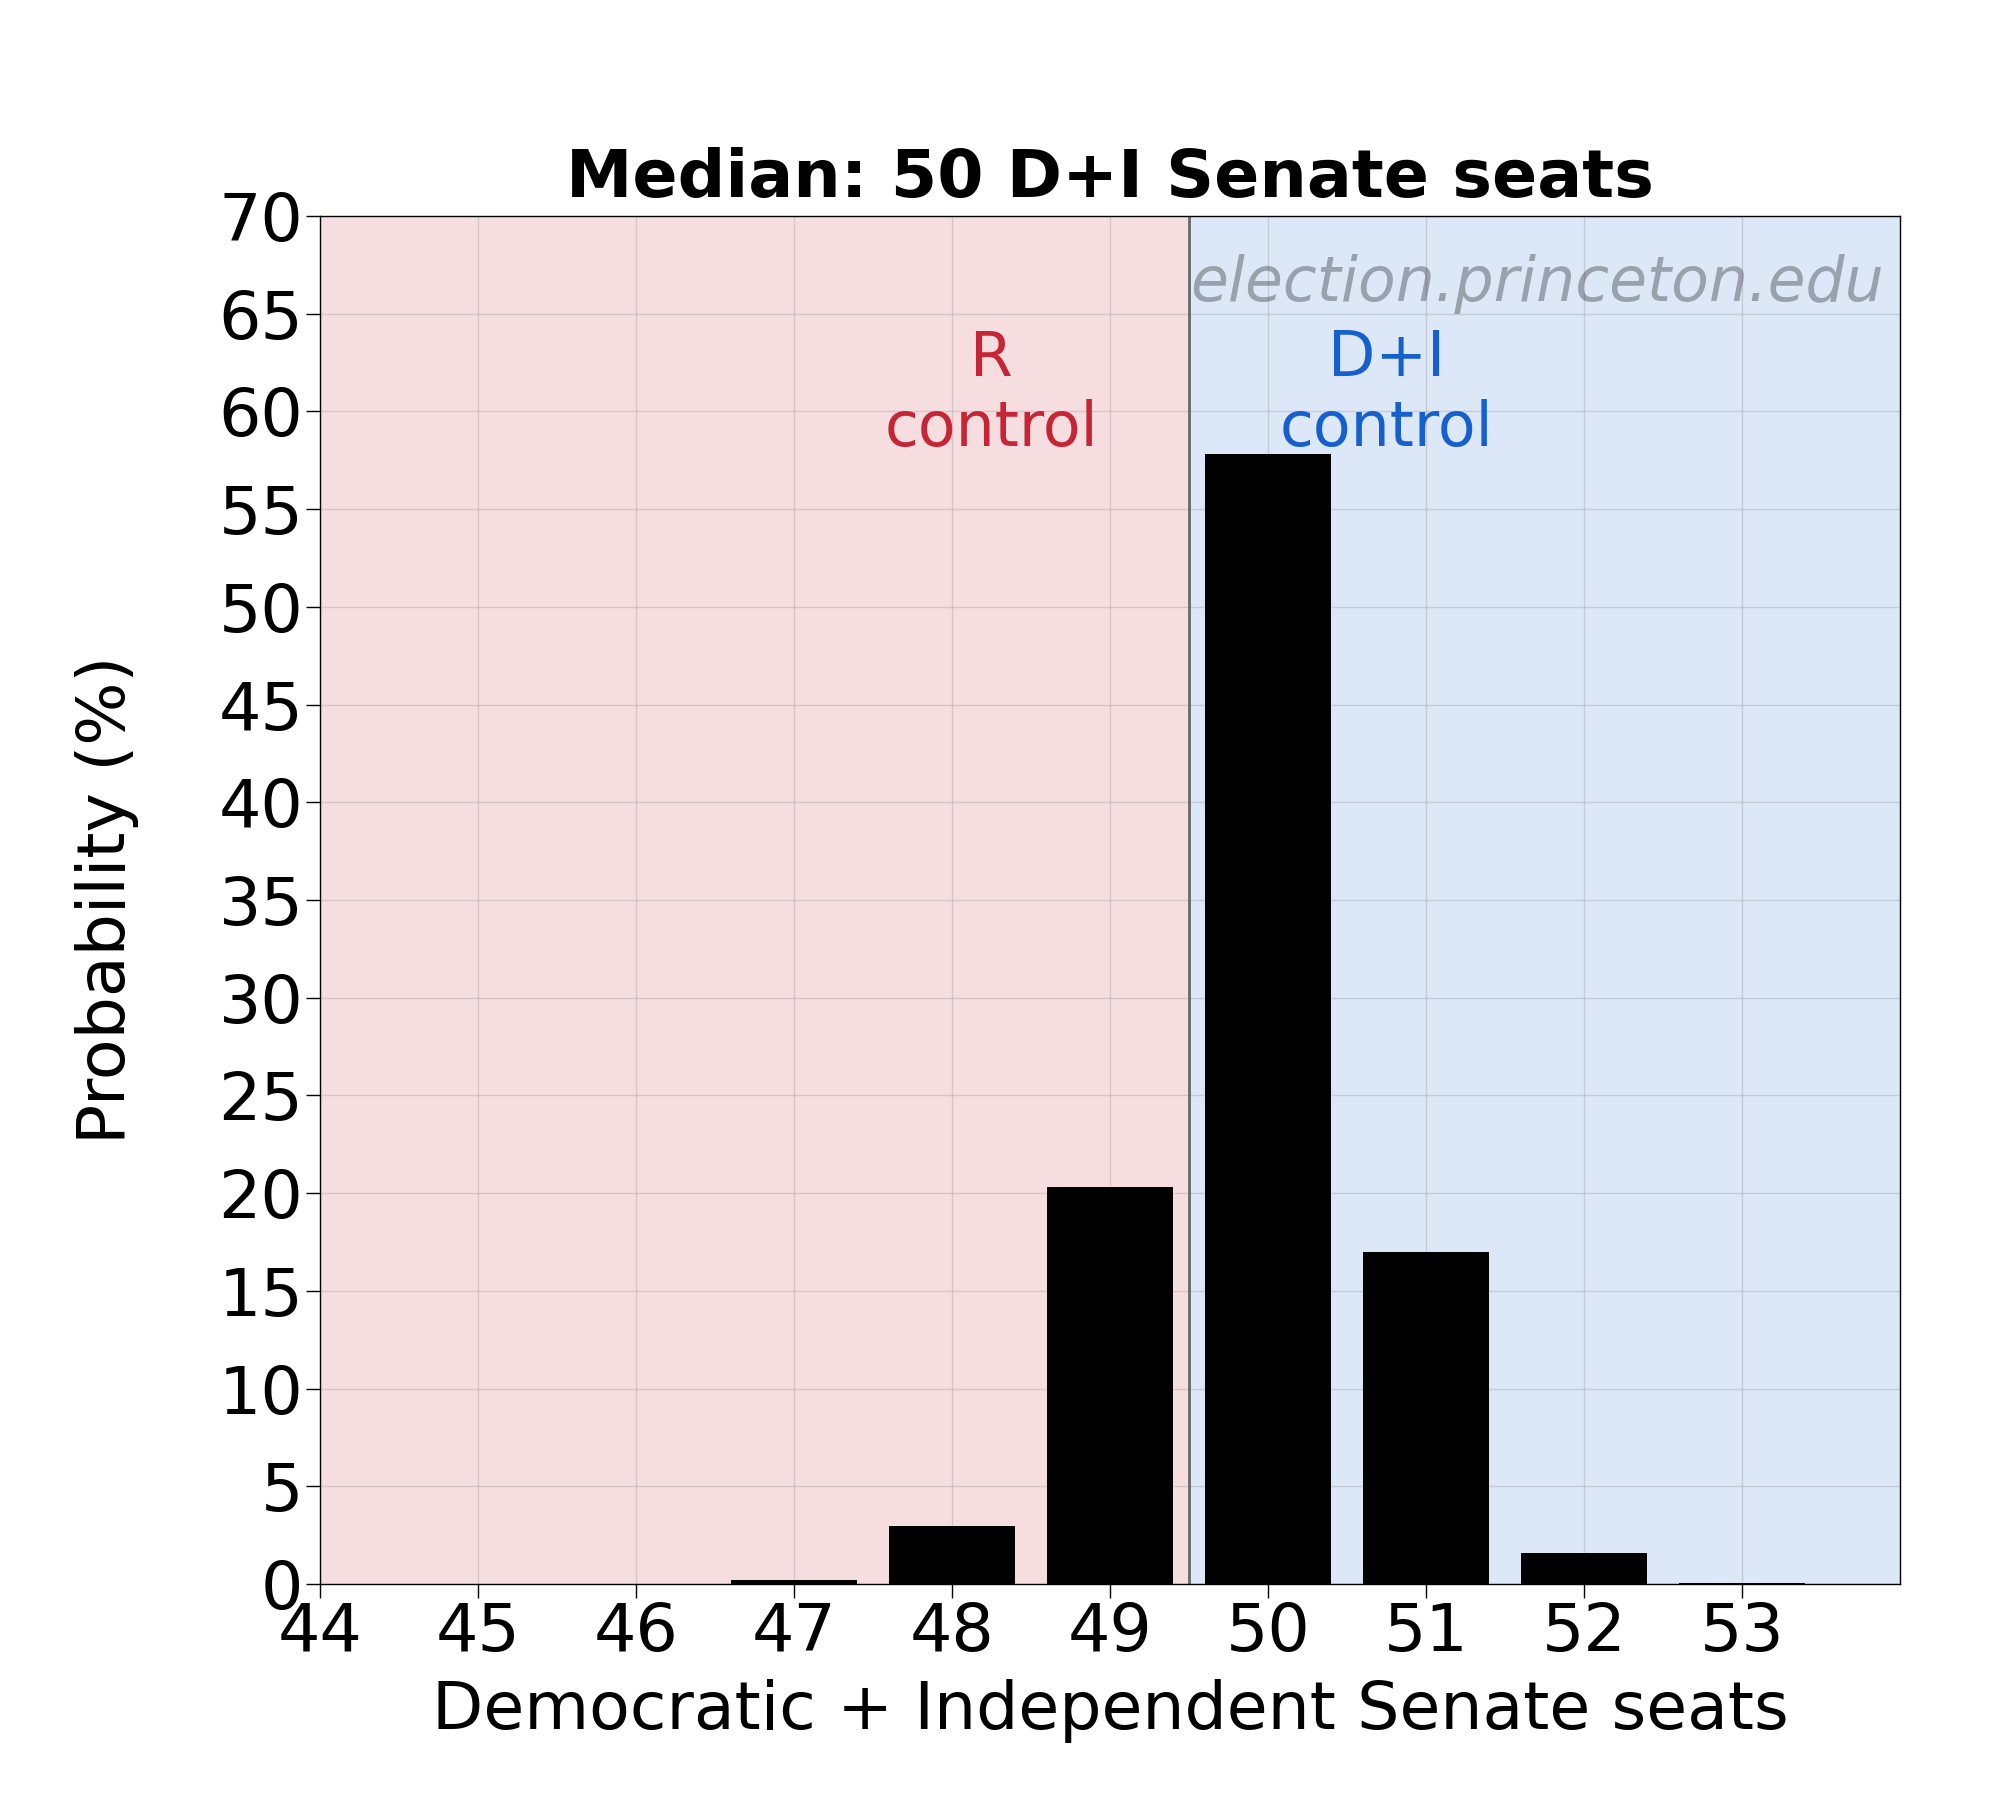 Median: 50 D+I Senate seats
election.princeton.edu
R
control
D+I
control
Probability (%)
70
65
60
55
50
45
40
35
30
25
20
15
10
5
0
44 45 46 47 48 49 50 51 52 53
Democratic + Independent Senate seats